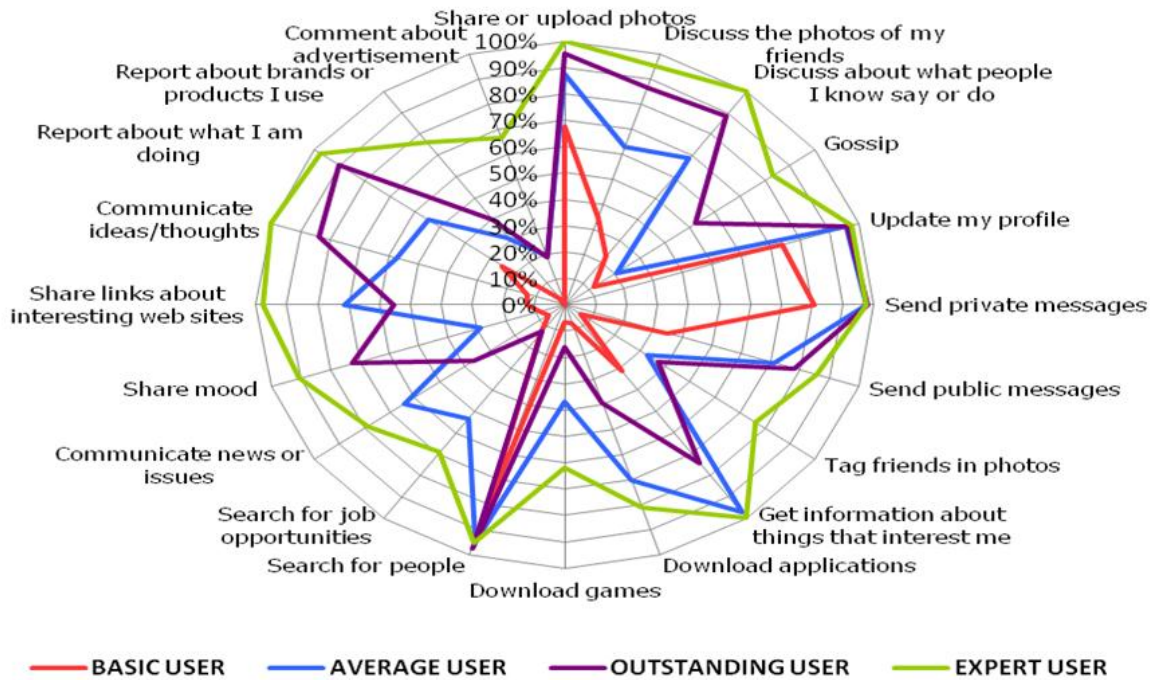 Share or upload photos
Discuss the photos of my
friends
Discuss about what people
I know say or do
Gossip
Update my profile
Send private messages
Send public messages
Tag friends in photos
Get information about
things that interest me
Download applications
Download games
Search for people
Search for job
opportunities
Communicate news or
issues
Share mood
Share links about
interesting web sites
Communicate
ideas/thoughts
Report about what I am
doing
Report about brands or
products I use
Comment about
advertisement
100%
90%
80%
70%
60%
50%
40%
30%
20%
10%
0%
BASIC USER
AVERAGE USER
OUTSTANDING USER
EXPERT USER